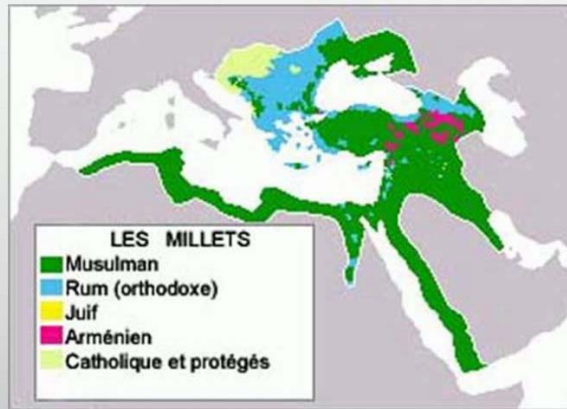 LES MILLETS
Musulman
Rum (orthodoxe)
Juif
Arménien
Catholique et protégés